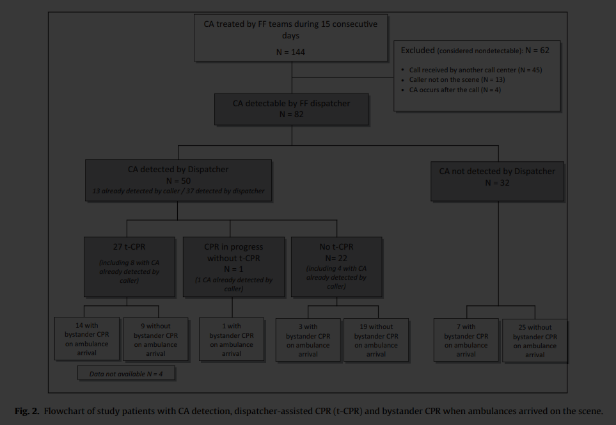 CA treated by FF teams during 15 consecutive
days
N = 144
Excluded (considered nondetectable): N = 62
• Call received by another call center (N = 45)
• Caller not on the scene (N = 13)
• CA occurs after the call (N = 4)
CA detectable by FF dispatcher
N = 82
CA detected by Dispatcher
N = 50
13 already detected by caller / 37 detected by dispatcher
CA not detected by Dispatcher
N = 32
27 t-CPR
(including 8 with CA
already detected by
caller)
CPR in progress
without t-CPR
N = 1
(1 CA already detected by
caller)
No t-CPR
N= 22
(including 4 with CA
already detected by
caller)
14 with
bystander CPR
on ambulance
arrival
9 without
bystander CPR
on ambulance
arrival
1 with
bystander CPR
on ambulance
arrival
3 with
bystander CPR
on ambulance
arrival
19 without
bystander CPR
on ambulance
arrival
7 with
bystander CPR
on ambulance
arrival
25 without
bystander CPR
on ambulance
arrival
Data not available N = 4
Fig. 2. Flowchart of study patients with CA detection, dispatcher-assisted CPR (t-CPR) and bystander CPR when ambulances arrived on the scene.